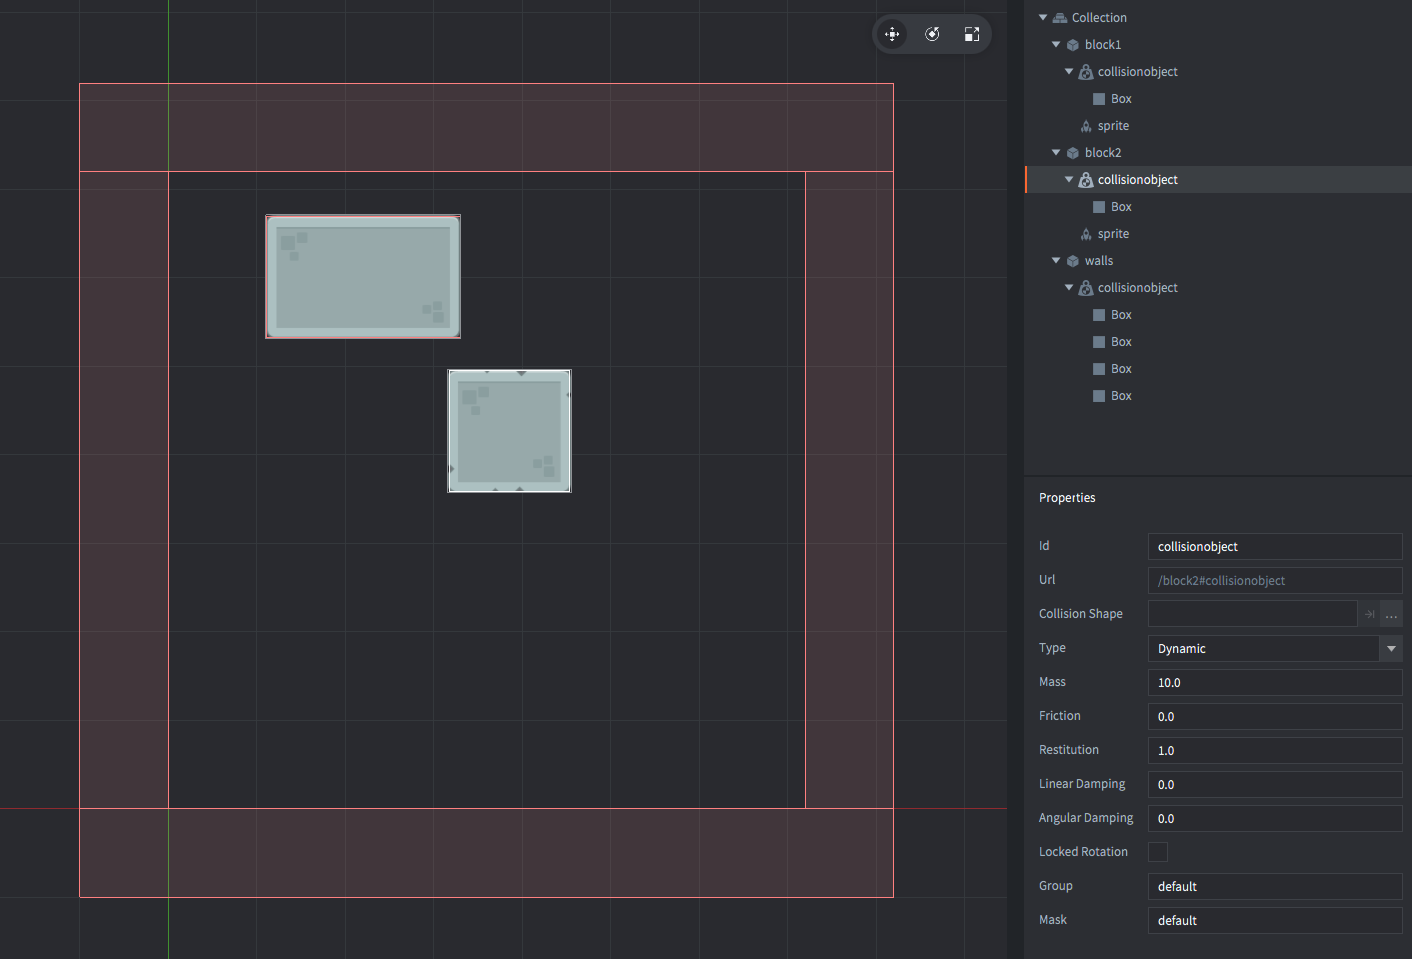 Collection
block1
collisionobject
Box
sprite
block2
collisionobject
Box
sprite
walls
collisionobject
Box
Box
Box
Box
Properties
Id collisionobject
Url /block2#collisionobject
Collision Shape ...
Type Dynamic
Mass 10.0
Friction 0.0
Restitution 1.0
Linear Damping 0.0
Angular Damping 0.0
Locked Rotation
Group default
Mask default